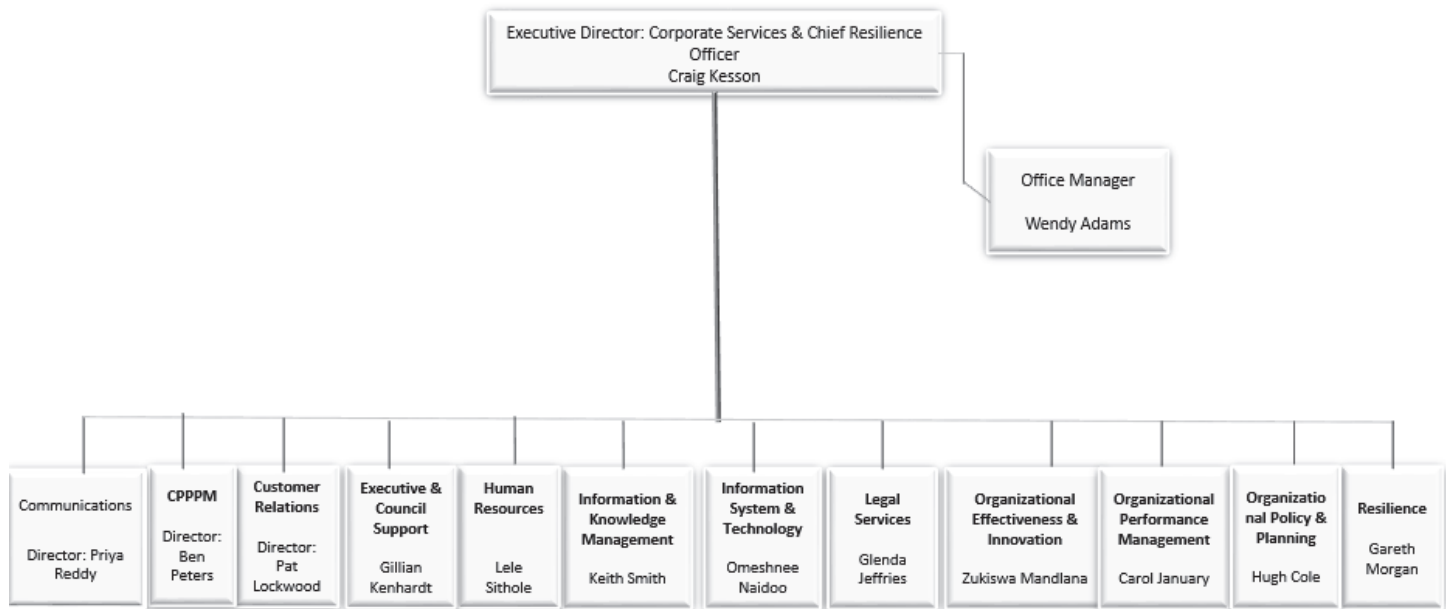 Executive Director: Corporate Services & Chief Resilience
Officer
Craig Kesson
Office Manager
Wendy Adams
Communications
Director: Priya
Reddy
CPPPM
Director:
Ben
Peters
Customer
Relations
Director:
Pat
Lockwood
Executive &
Council
Support
Gillian
Kenhardt
Human
Resources
Lele
Sithole
Information &
Knowledge
Management
Keith Smith
Information
System &
Technology
Omeshnee
Naidoo
Legal
Services
Glenda
Jeffries
Organizational
Effectiveness &
Innovation
Zukiswa Mandlana
Organizational
Performance
Management
Carol January
Organizatio
nal Policy &
Planning
Hugh Cole
Resilience
Gareth
Morgan